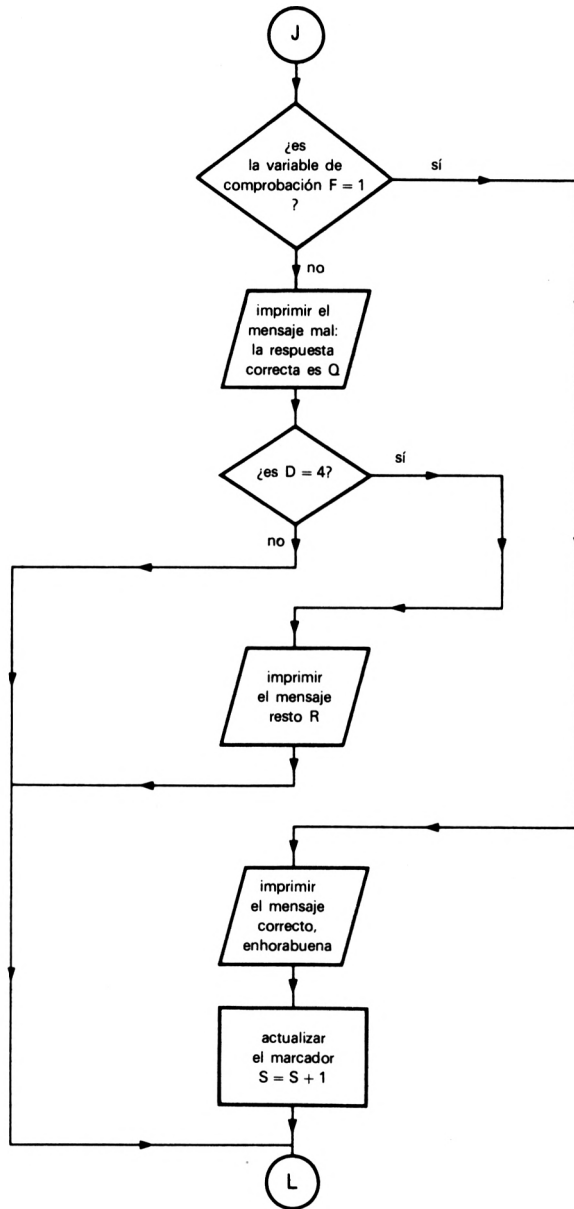 J
¿es
la variable de
comprobación F = 1
?
sí
no
imprimir el
mensaje mal:
la respuesta
correcta es Q
¿es D = 4?
sí
no
imprimir
el mensaje
resto R
imprimir
el mensaje
correcto,
enhorabuena
actualizar
el marcador
S = S + 1
L